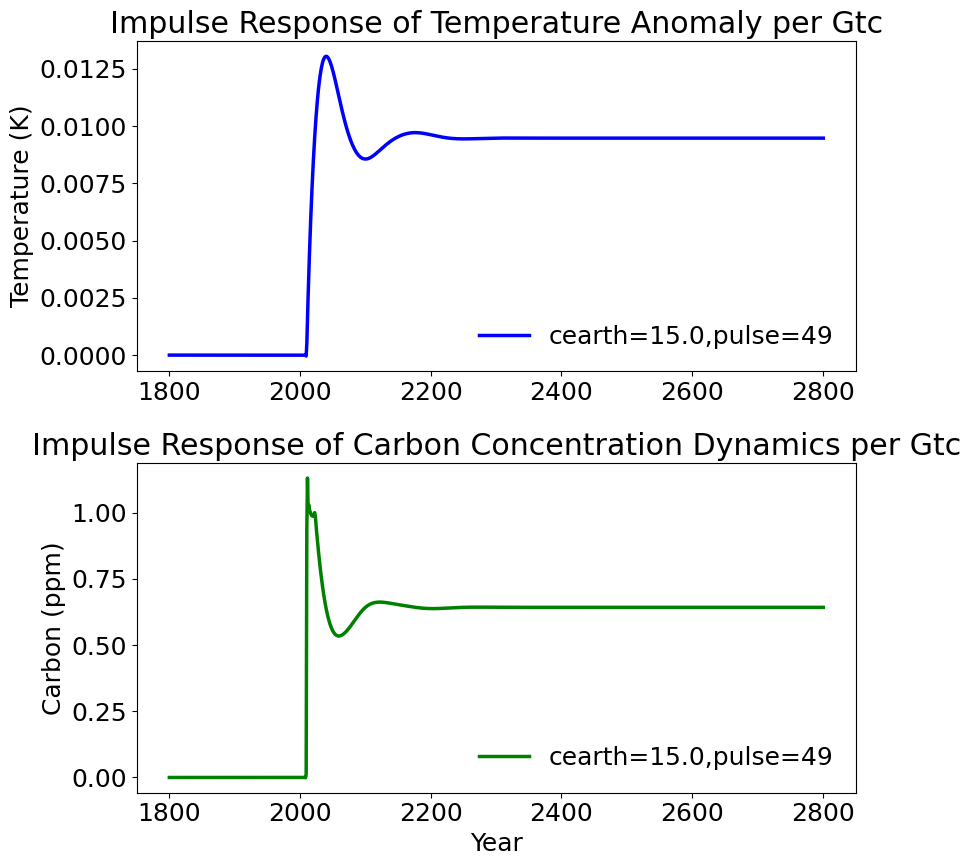 Impulse Response of Temperature Anomaly per Gtc
Temperature (K)
0.0125
0.0100
0.0075
0.0050
0.0025
0.0000
cearth=15.0,pulse=49
1800 2000 2200 2400 2600 2800
Impulse Response of Carbon Concentration Dynamics per Gtc
Carbon (ppm)
1.00
0.75
0.50
0.25
0.00
cearth=15.0,pulse=49
1800 2000 2200 2400 2600 2800
Year